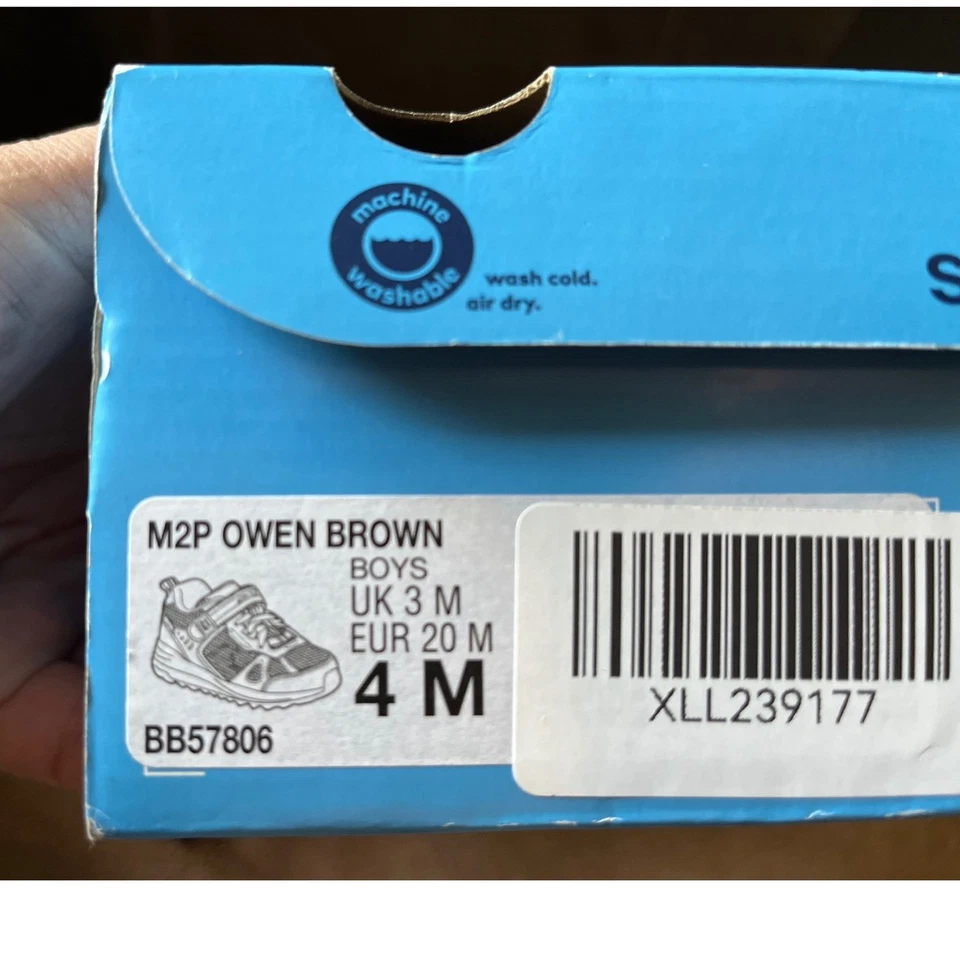 machine
washable
wash cold.
air dry.
S
M2P OWEN BROWN
BOYS
UK 3 M
EUR 20 M
4 M
BB57806
XLL239177